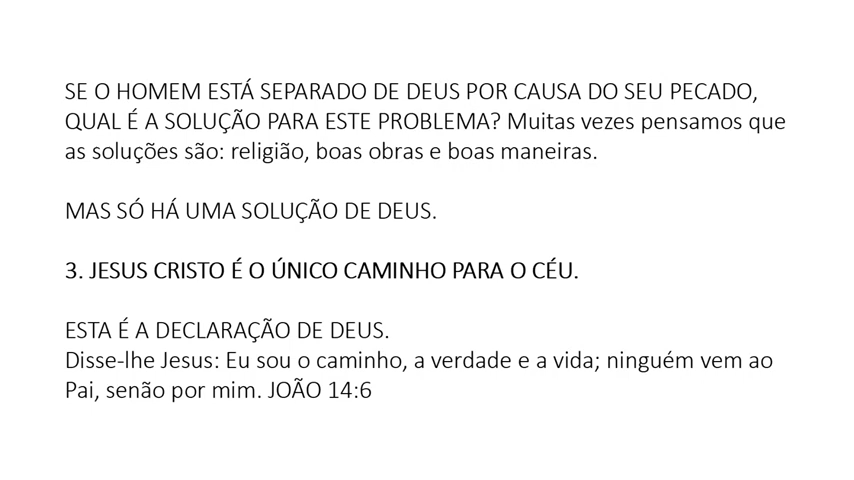 SE O HOMEM ESTÁ SEPARADO DE DEUS POR CAUSA DO SEU PECADO,
QUAL É A SOLUÇÃO PARA ESTE PROBLEMA? Muitas vezes pensamos que
as soluções são: religião, boas obras e boas maneiras.
MAS SÓ HÁ UMA SOLUÇÃO DE DEUS.
3. JESUS CRISTO É O ÚNICO CAMINHO PARA O CÉU.
ESTA É A DECLARAÇÃO DE DEUS.
Disse-lhe Jesus: Eu sou o caminho, a verdade e a vida; ninguém vem ao
Pai, senão por mim. JOÃO 14:6